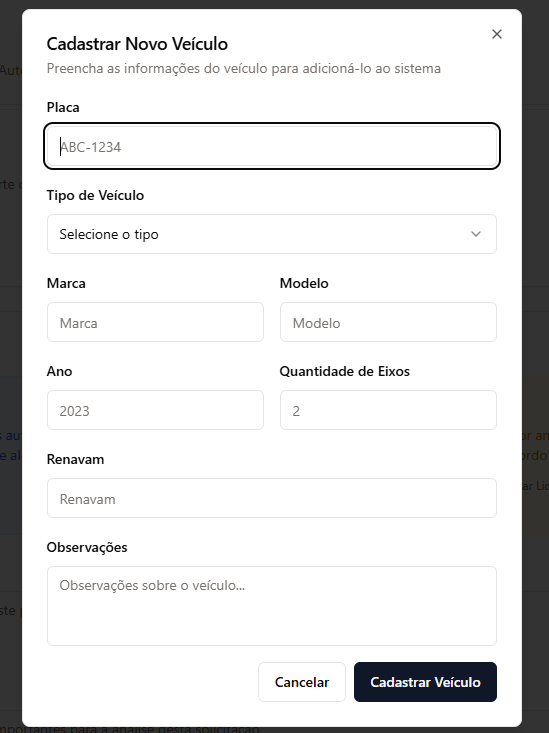 Cadastrar Novo Veículo
Preencha as informações do veículo para adicioná-lo ao sistema
Placa
ABC-1234
Tipo de Veículo
Selecione o tipo
Marca
Modelo
Marca
Modelo
Ano
Quantidade de Eixos
2023
2
Renavam
Renavam
Observações
Observações sobre o veículo...
Cancelar
Cadastrar Veículo